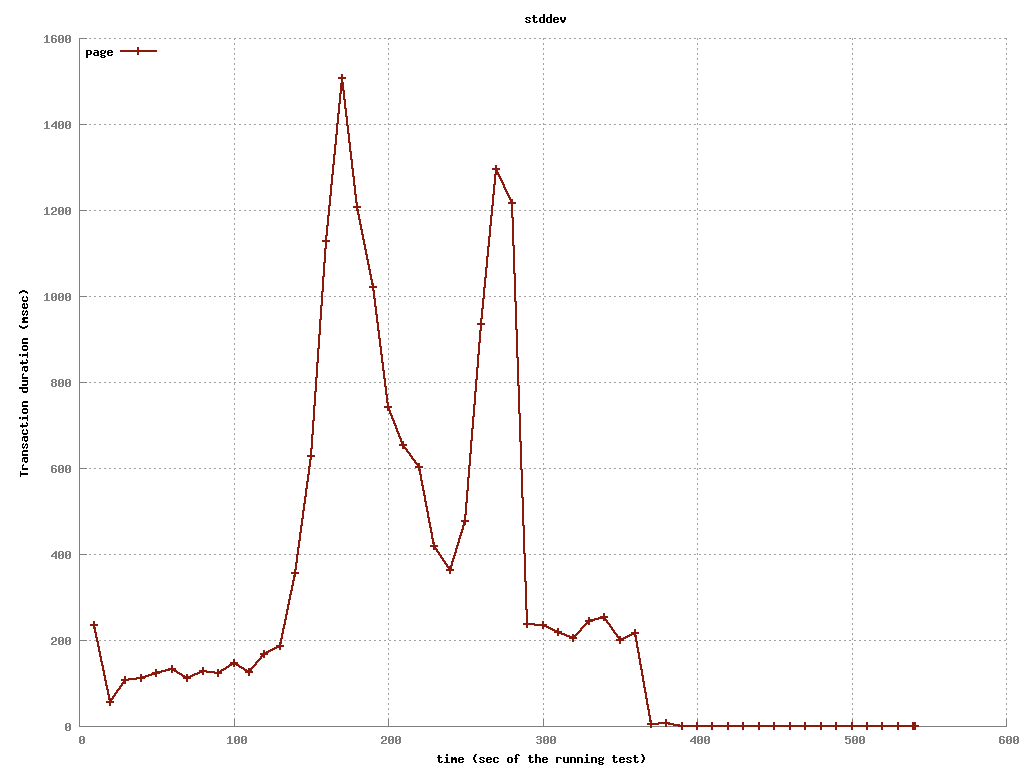 stddev
page
1600
1400
1200
1000
800
600
400
200
0
Transaction duration (msec)
0 100 200 300 400 500 600
time (sec of the running test)